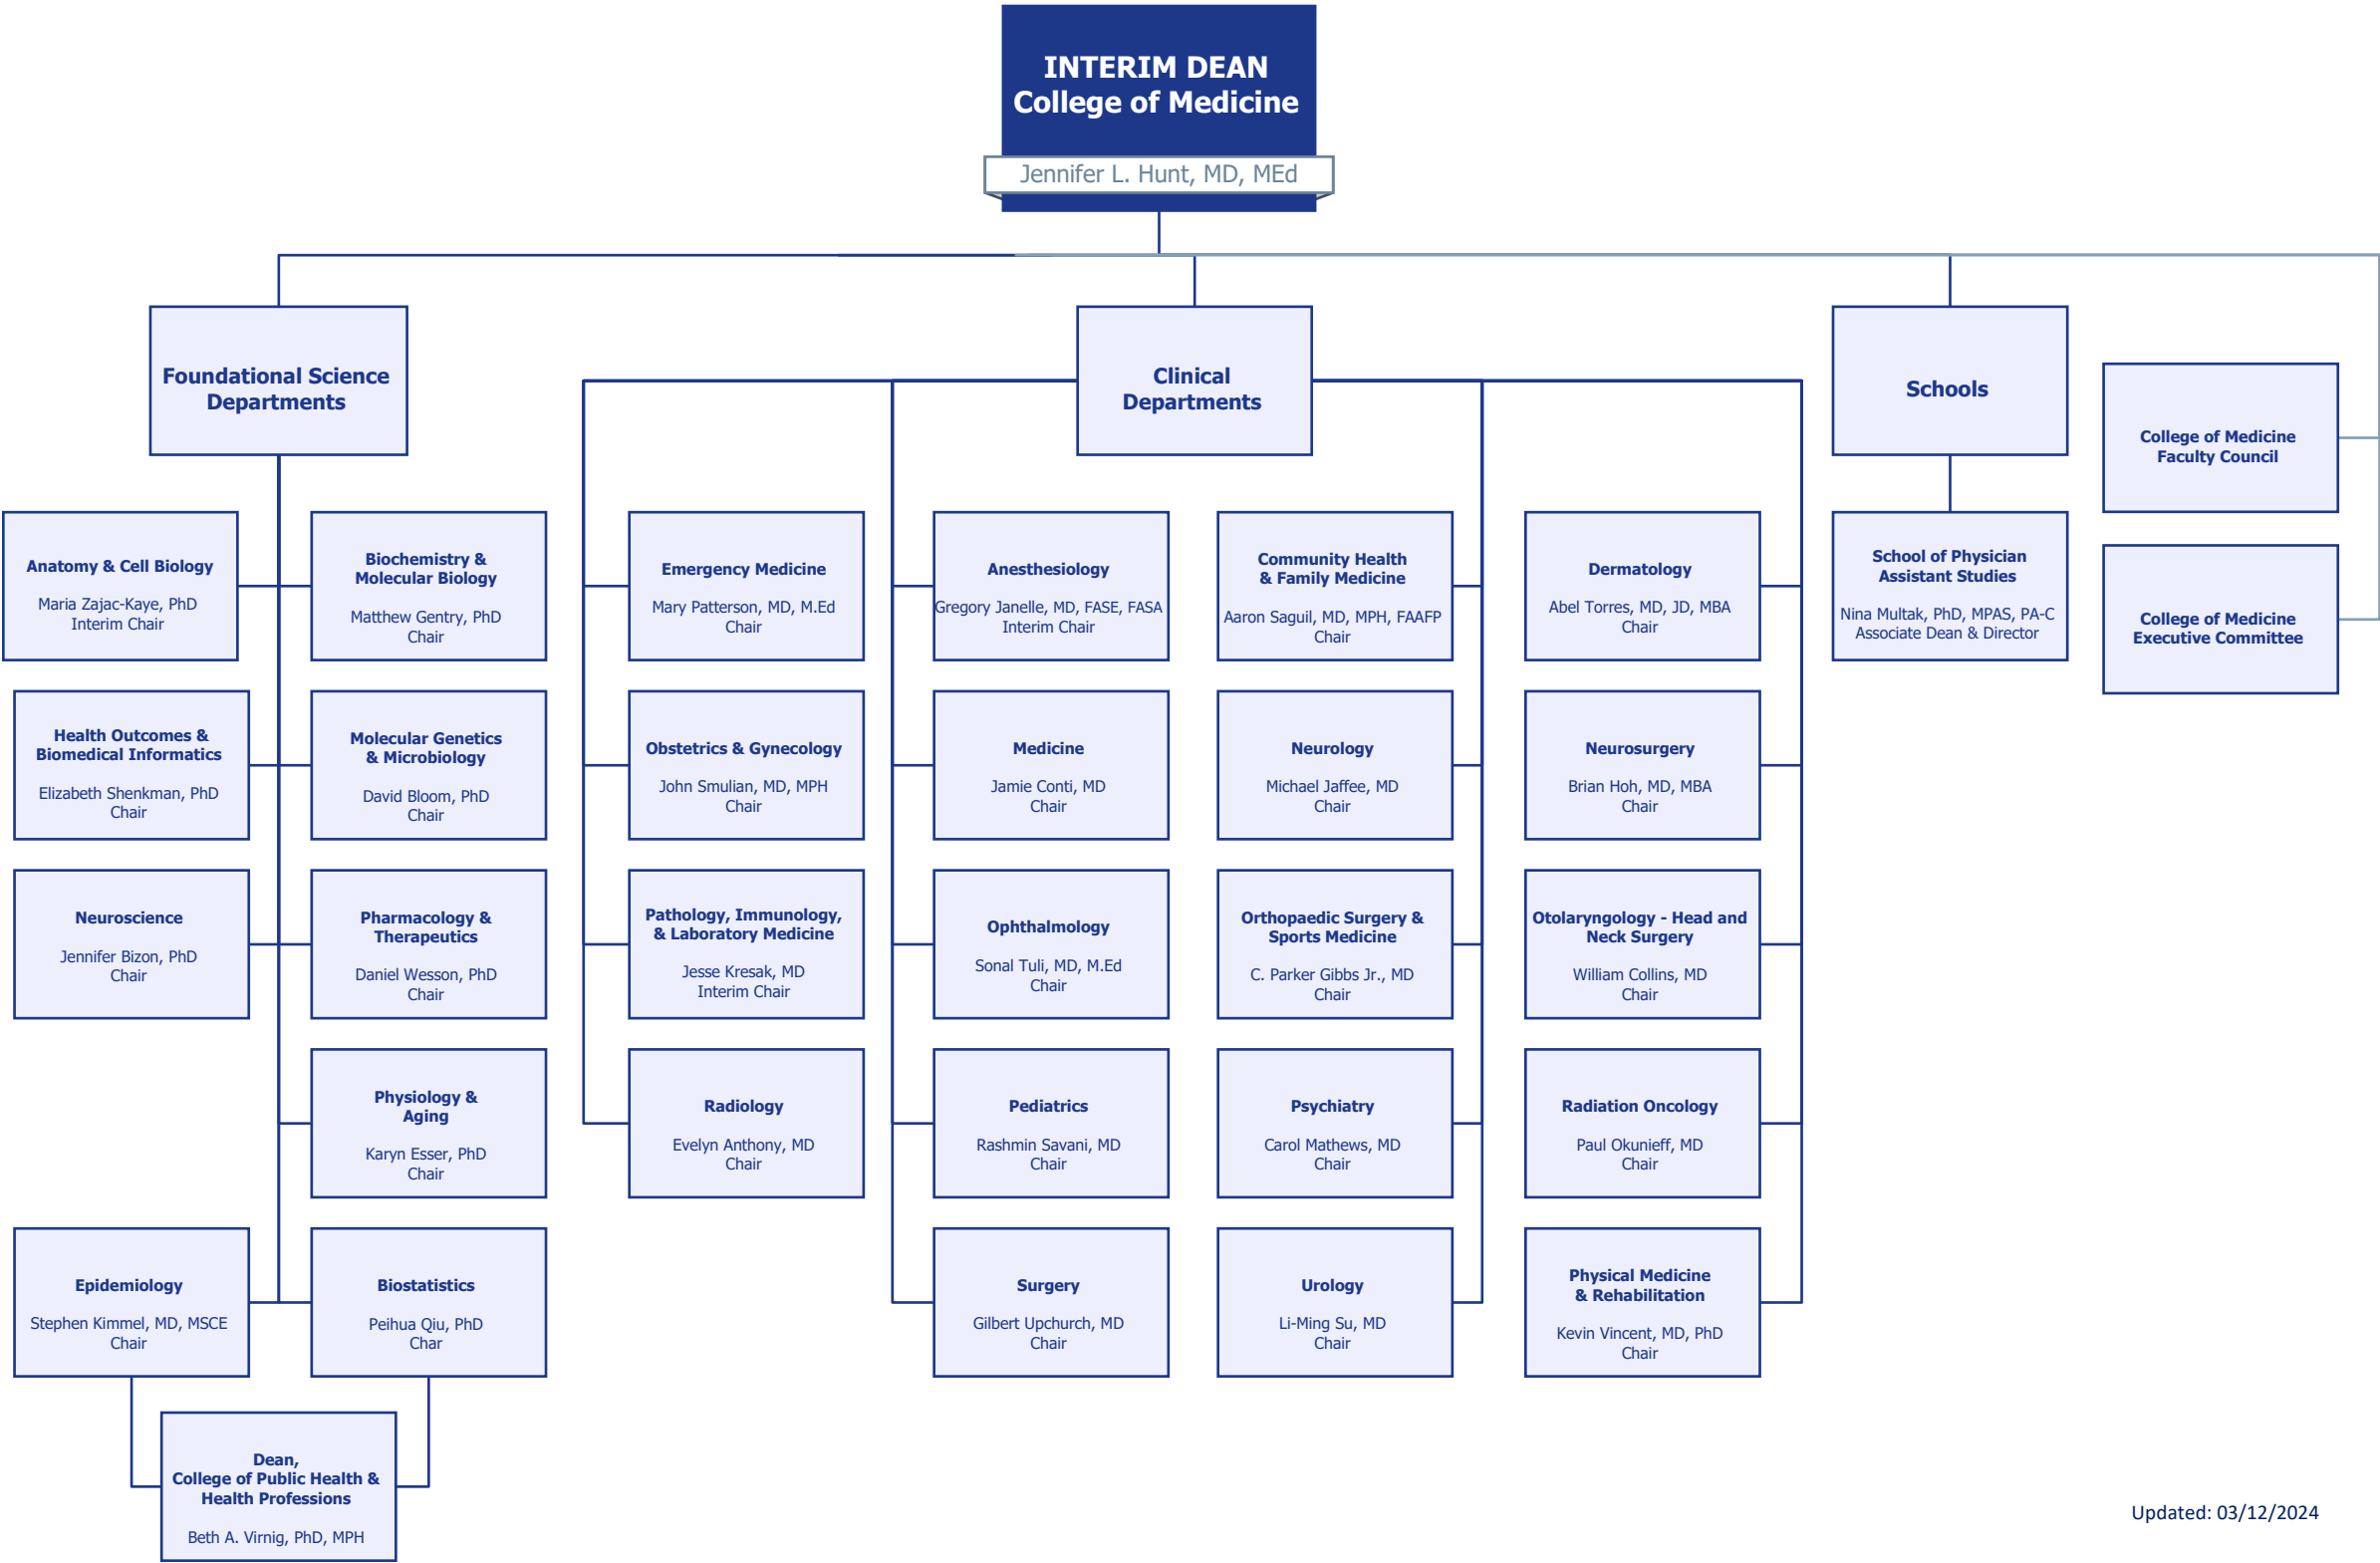 INTERIM DEAN
College of Medicine
Jennifer L. Hunt, MD, MEd
Foundational Science
Departments
Clinical
Departments
Schools
College of Medicine
Faculty Council
College of Medicine
Executive Committee
Anatomy & Cell Biology
Maria Zajac-Kaye, PhD
Interim Chair
Biochemistry &
Molecular Biology
Matthew Gentry, PhD
Chair
Emergency Medicine
Mary Patterson, MD, M.Ed
Chair
Anesthesiology
Gregory Janelle, MD, FASE, FASA
Interim Chair
Community Health
& Family Medicine
Aaron Saguil, MD, MPH, FAAFP
Chair
Dermatology
Abel Torres, MD, JD, MBA
Chair
School of Physician
Assistant Studies
Nina Multak, PhD, MPAS, PA-C
Associate Dean & Director
Health Outcomes &
Biomedical Informatics
Elizabeth Shenkman, PhD
Chair
Molecular Genetics
& Microbiology
David Bloom, PhD
Chair
Obstetrics & Gynecology
John Smulian, MD, MPH
Chair
Medicine
Jamie Conti, MD
Chair
Neurology
Michael Jaffee, MD
Chair
Neurosurgery
Brian Hoh, MD, MBA
Chair
Neuroscience
Jennifer Bizon, PhD
Chair
Pharmacology &
Therapeutics
Daniel Wesson, PhD
Chair
Pathology, Immunology,
& Laboratory Medicine
Jesse Kresak, MD
Interim Chair
Ophthalmology
Sonal Tuli, MD, M.Ed
Chair
Orthopaedic Surgery &
Sports Medicine
C. Parker Gibbs Jr., MD
Chair
Otolaryngology - Head and
Neck Surgery
William Collins, MD
Chair
Physiology &
Aging
Karyn Esser, PhD
Chair
Radiology
Evelyn Anthony, MD
Chair
Pediatrics
Rashmin Savani, MD
Chair
Psychiatry
Carol Mathews, MD
Chair
Radiation Oncology
Paul Okunieff, MD
Chair
Epidemiology
Stephen Kimmel, MD, MSCE
Chair
Biostatistics
Peihua Qiu, PhD
Char
Surgery
Gilbert Upchurch, MD
Chair
Urology
Li-Ming Su, MD
Chair
Physical Medicine
& Rehabilitation
Kevin Vincent, MD, PhD
Chair
Dean,
College of Public Health &
Health Professions
Beth A. Virnig, PhD, MPH
Updated: 03/12/2024